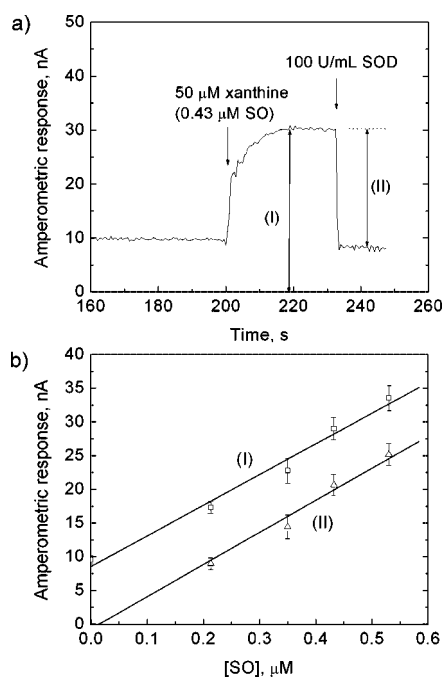 a)
Amperometric response, nA
50
40
30
20
10
0
50 μM xanthine
(0.43 μM SO)
100 U/mL SOD
(I)
(II)
160 180 200 220 240 260
Time, s
b)
Amperometric response, nA
40
35
30
25
20
15
10
5
0
(I)
(II)
0.0 0.1 0.2 0.3 0.4 0.5 0.6
[SO], μM